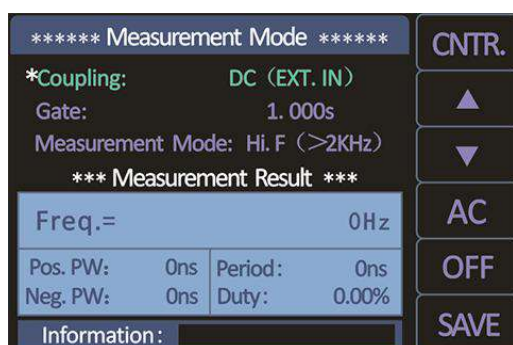 ****** Measurement Mode ******
*Coupling: DC (EXT. IN)
Gate: 1. 000s
Measurement Mode: Hi. F (>2KHz)
*** Measurement Result ***
Freq.= 0Hz
Pos. PW: 0ns Period: 0ns
Neg. PW: 0ns Duty: 0.00%
Information:
CNTR.
▲
▼
AC
OFF
SAVE